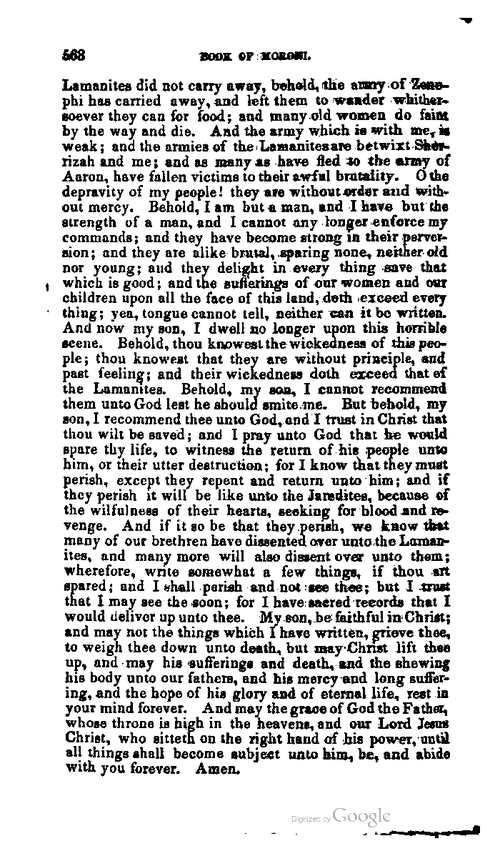 568 BOOK OF MORONI.
Lamanites did not carry away, behold, the army of Zene-
phi has carried away, and left them to wander whither-
soever they can for food; and many old women do faint
by the way and die. And the army which is with me, is
weak; and the armies of the Lamanites are betwixt Sher-
rizah and me; and as many as have fled to the army of
Aaron, have fallen victims to their awful brutality. O the
depravity of my people! they are without order and with-
out mercy. Behold, I am but a man, and I have but the
strength of a man, and I cannot any longer enforce my
commands; and they have become strong in their perver-
sion; and they are alike brutal, sparing none, neither old
nor young; and they delight in every thing save that
which is good; and the sufferings of our women and our
children upon all the face of this land, doth exceed every
thing; yea, tongue cannot tell, neither can it be written.
And now my son, I dwell no longer upon this horrible
scene. Behold, thou knowest the wickedness of this peo-
ple; thou knowest that they are without principle, and
past feeling; and their wickedness doth exceed that of
the Lamanites. Behold, my son, I cannot recommend
them unto God lest he should smite me. But behold, my
son, I recommend thee unto God, and I trust in Christ that
thou wilt be saved; and I pray unto God that he would
spare thy life, to witness the return of his people unto
him, or their utter destruction; for I know that they must
perish, except they repent and return unto him; and if
they perish it will be like unto the Jaredites, because of
the wilfulness of their hearts, seeking for blood and re-
venge. And if it so be that they perish, we know that
many of our brethren have dissented over unto the Laman-
ites, and many more will also dissent over unto them;
wherefore, write somewhat a few things, if thou art
spared; and I shall perish and not see thee; but I trust
that I may see the soon; for I have sacred records that I
would deliver up unto thee. My son, be faithful in Christ;
and may not the things which I have written, grieve thee,
to weigh thee down unto death, but may Christ lift thee
up, and may his sufferings and death, and the shewing
his body unto our fathers, and his mercy and long suffer-
ing, and the hope of his glory and of eternal life, rest in
your mind forever. And may the grace of God the Father,
whose throne is high in the heavens, and our Lord Jesus
Christ, who sitteth on the right hand of his power, until
all things shall become subject unto him, be, and abide
with you forever. Amen.
Digitized by Google